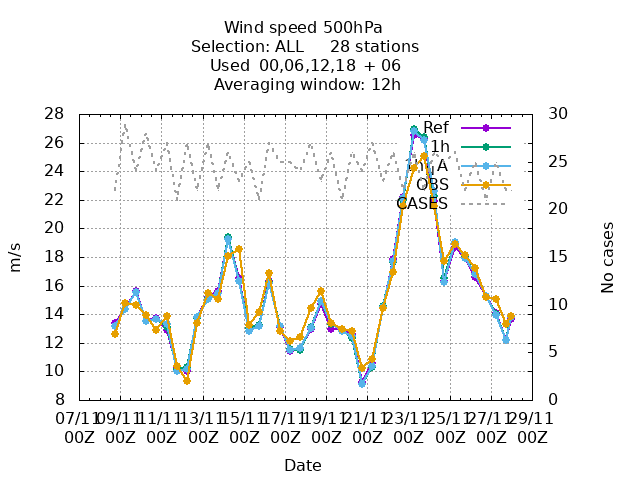 Wind speed 500hPa
Selection: ALL 28 stations
Used 00,06,12,18 + 06
Averaging window: 12h
28
26
24
22
20
18
16
14
12
10
8
m/s
30
25
20
15
10
5
0
No cases
Ref
1h
A
OBS
CASES
07/11 09/11 11/11 13/11 15/11 17/11 19/11 21/11 23/11 25/11 27/11 29/11
00Z 00Z 00Z 00Z 00Z 00Z 00Z 00Z 00Z 00Z 00Z 00Z
Date